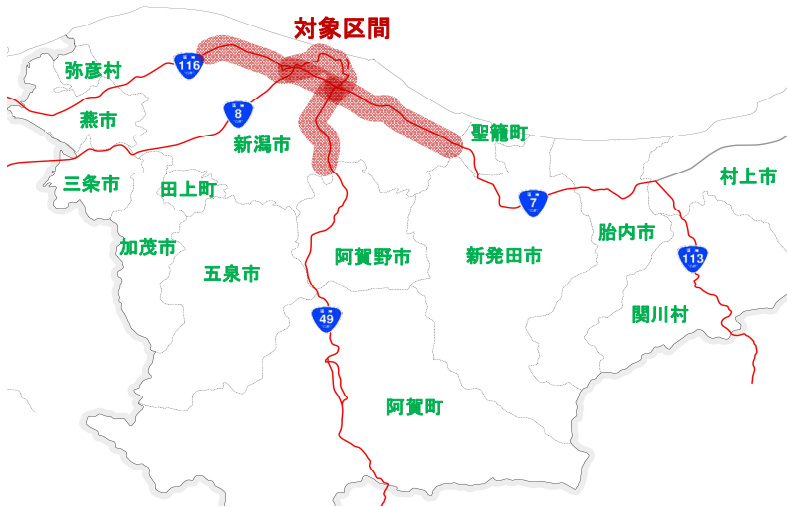 対象区間
弥彦村
116
8
燕市
新潟市
聖籠町
三条市
田上町
村上市
7
加茂市
五泉市
阿賀野市
新発田市
胎内市
113
関川村
49
阿賀町